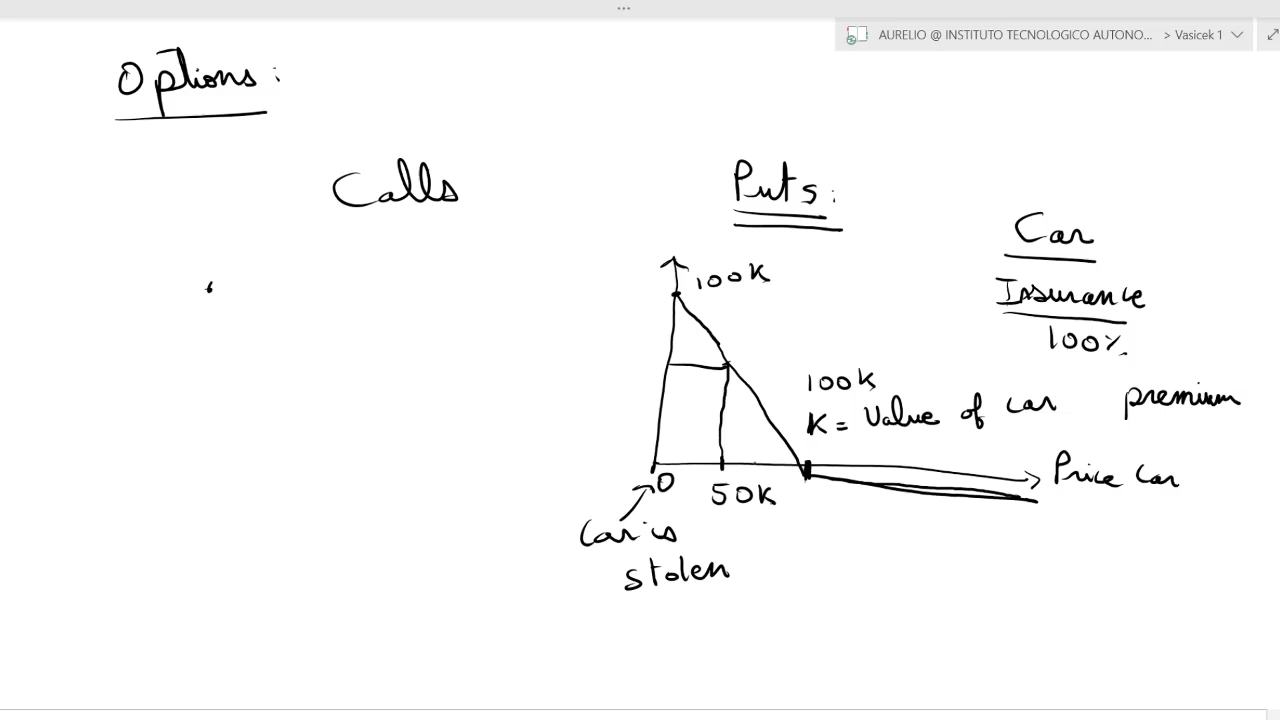 AURELIO @ INSTITUTO TECNOLOGICO AUTONO... > Vasicek 1
Options:
Calls
Puts:
Car
Insurance
100%
100K
100K
K = Value of car
premium
Price Car
0
50K
Car is
stolen